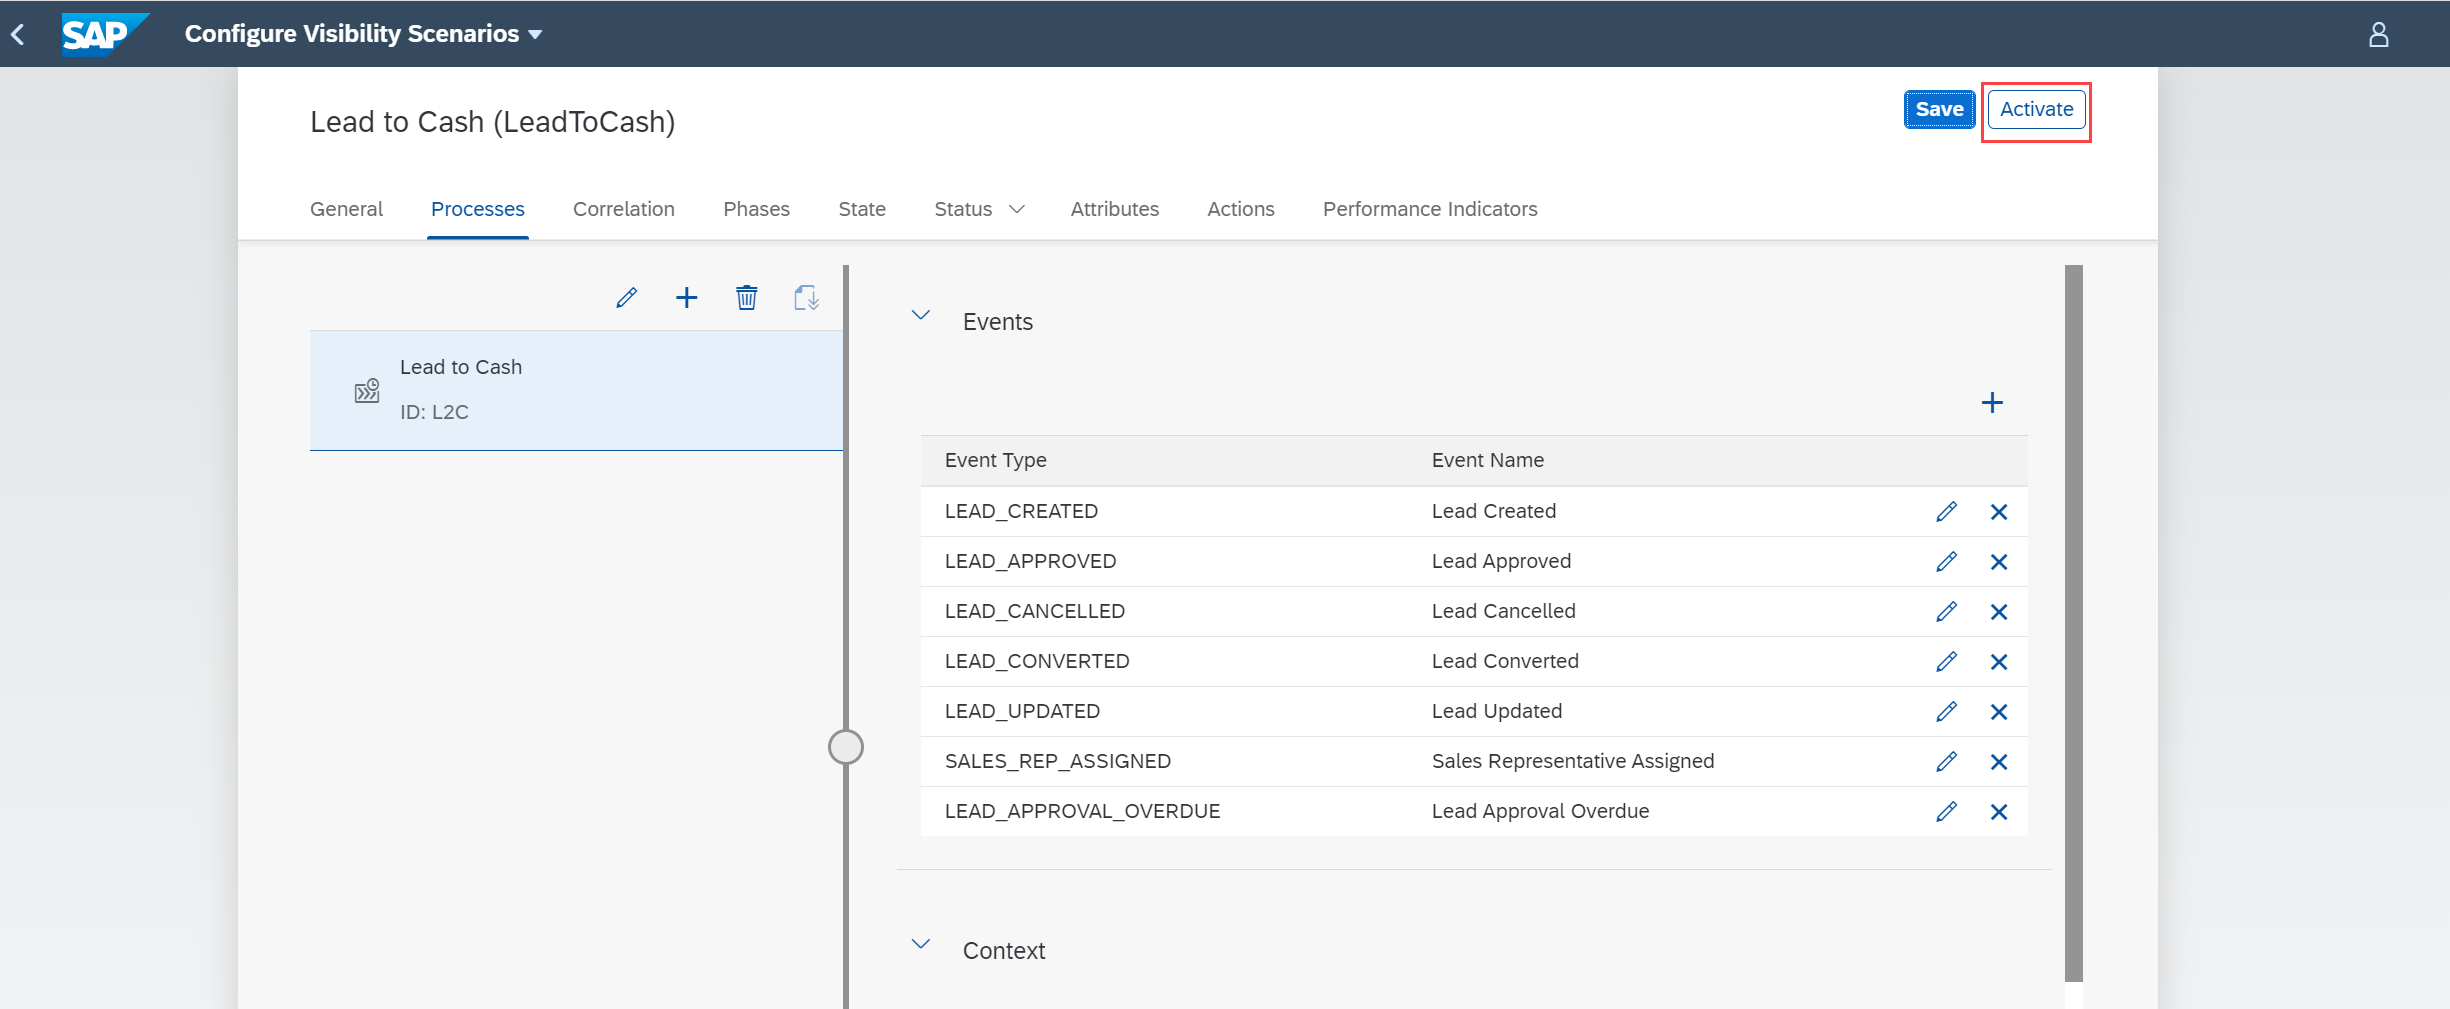 SAP Configure Visibility Scenarios
Lead to Cash (LeadToCash)
Save Activate
General Processes Correlation Phases State Status Attributes Actions Performance Indicators
Lead to Cash
ID: L2C
Events
Event Type Event Name
LEAD_CREATED Lead Created
LEAD_APPROVED Lead Approved
LEAD_CANCELLED Lead Cancelled
LEAD_CONVERTED Lead Converted
LEAD_UPDATED Lead Updated
SALES_REP_ASSIGNED Sales Representative Assigned
LEAD_APPROVAL_OVERDUE Lead Approval Overdue
Context